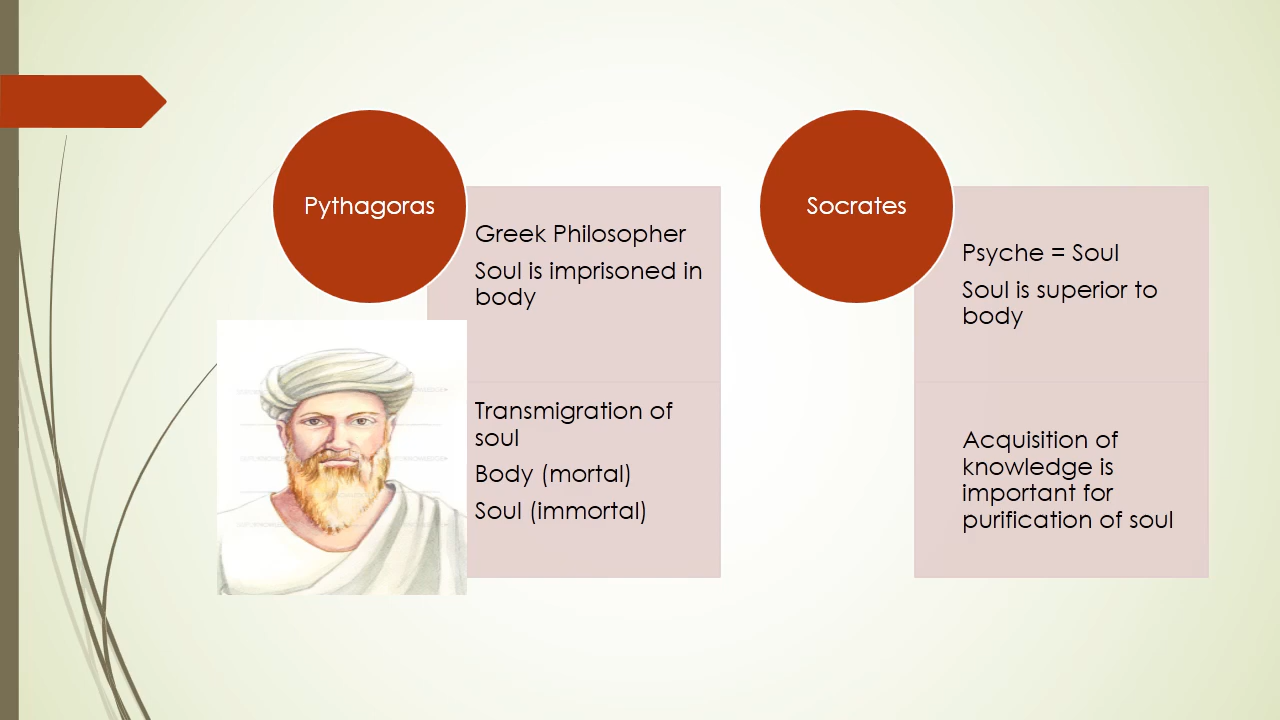 Pythagoras
Greek Philosopher
Soul is imprisoned in
body
Transmigration of
soul
Body (mortal)
Soul (immortal)
Socrates
Psyche = Soul
Soul is superior to
body
Acquisition of
knowledge is
important for
purification of soul